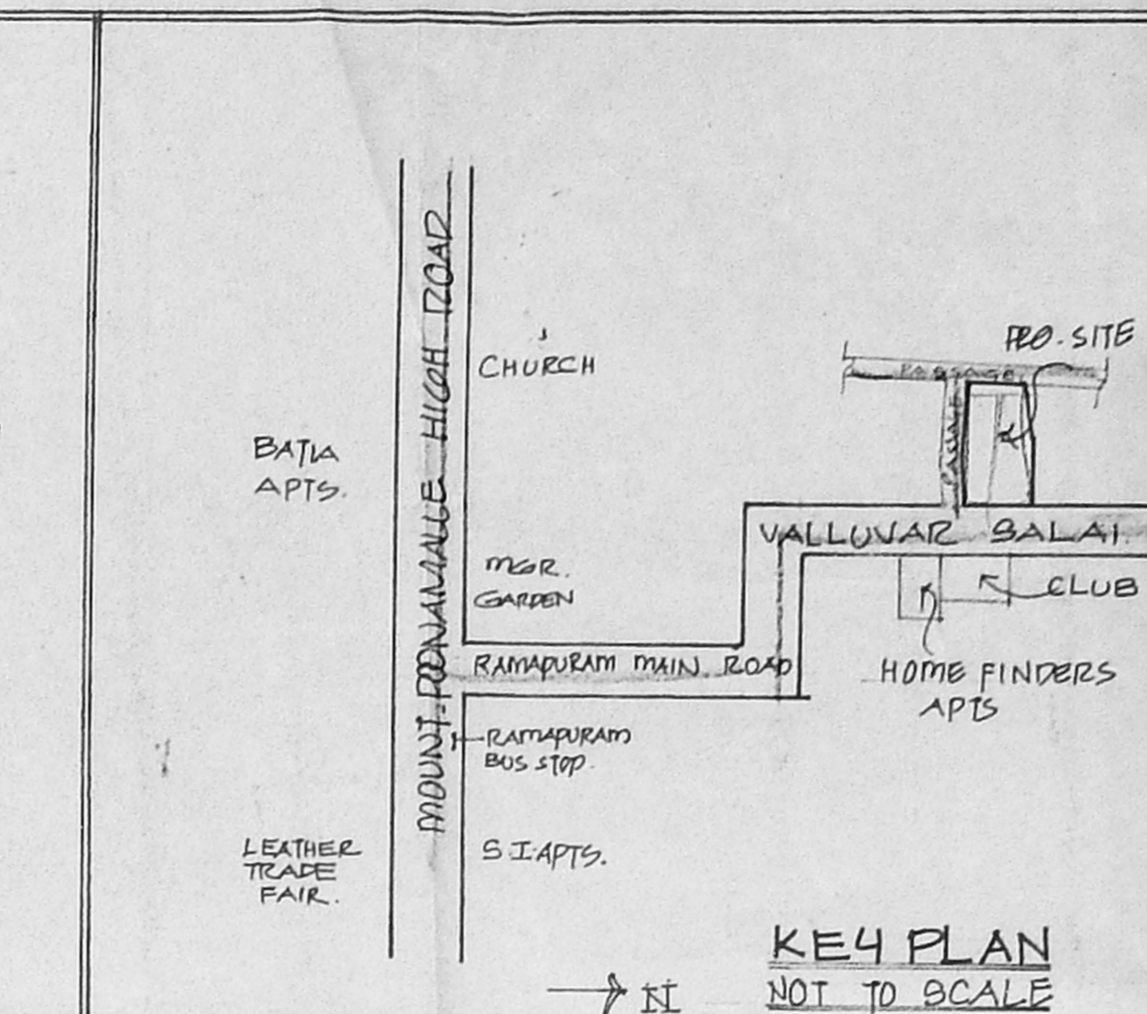 MOUNT-POONAMALLE HIGH ROAD
CHURCH
PRO. SITE
PASSAGE
PASSAGE
BATIA
APTS.
VALLUVAR SALAI
MGR.
GARDEN
CLUB
RAMAPURAM MAIN ROAD
HOME FINDERS
APTS
RAMAPURAM
BUS STOP.
LEATHER
TRADE
FAIR.
S I APTS.
KEY PLAN
NOT TO SCALE
N